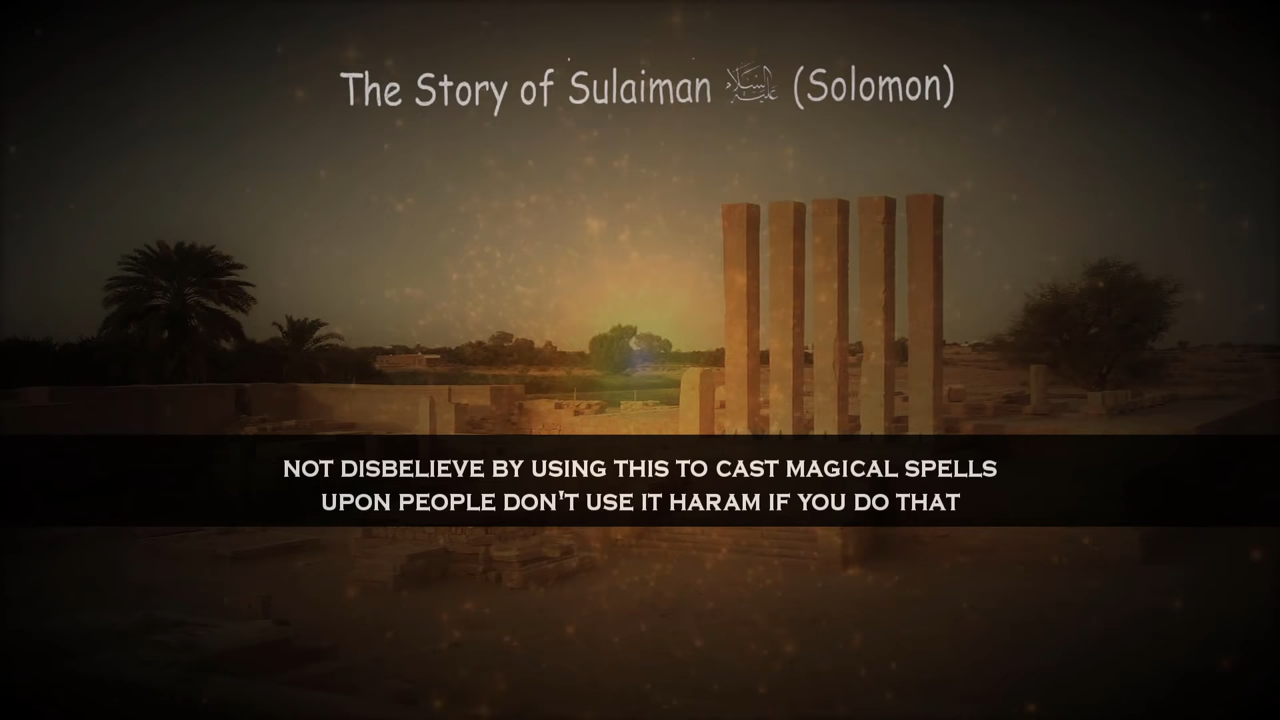 The Story of Sulaiman عليه السلام (Solomon)
NOT DISBELIEVE BY USING THIS TO CAST MAGICAL SPELLS
UPON PEOPLE DON'T USE IT HARAM IF YOU DO THAT